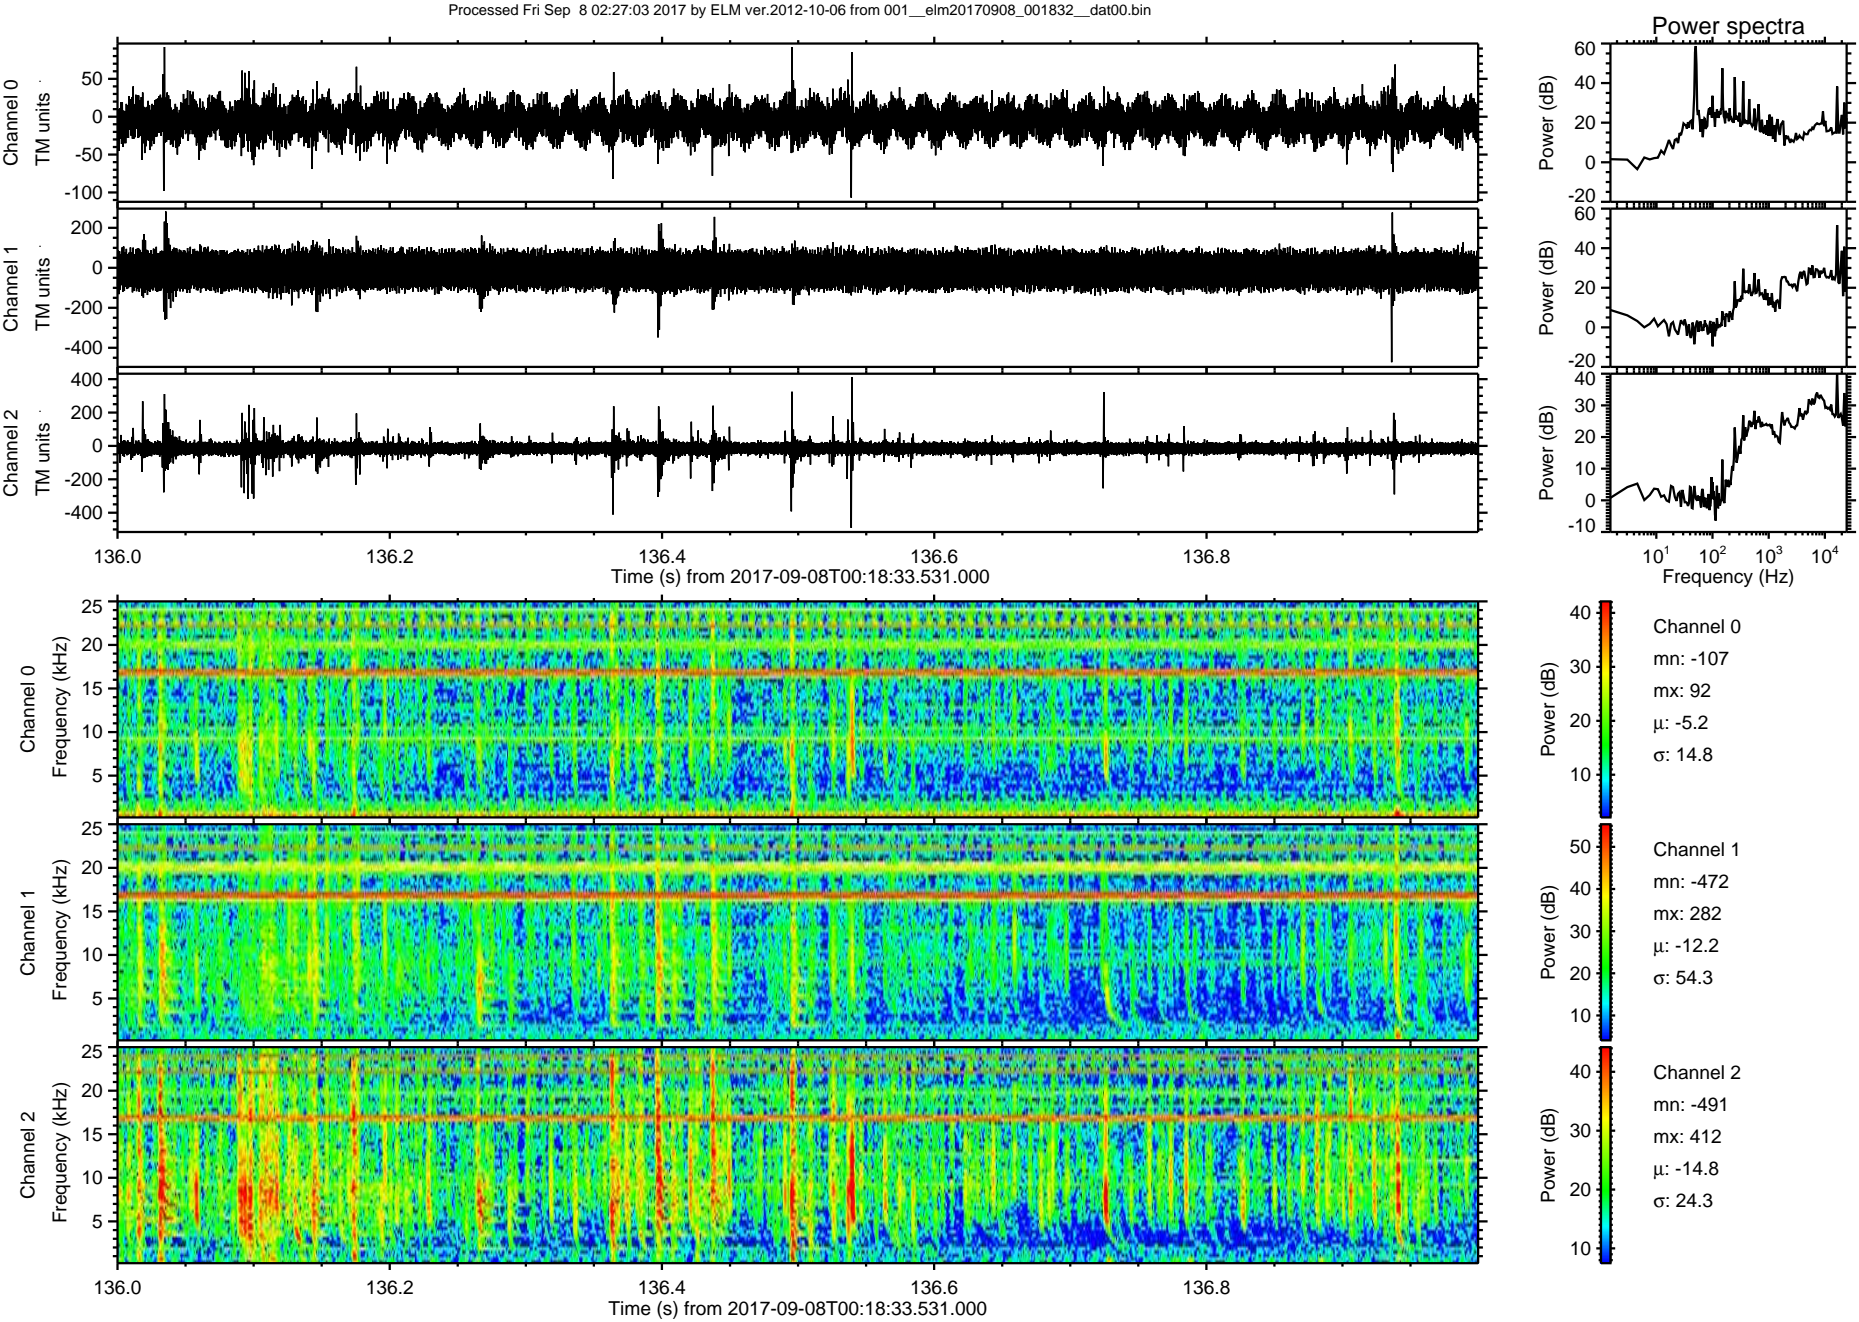 Processed Fri Sep 8 02:27:03 2017 by ELM ver.2012-10-06 from 001__elm20170908_001832__dat00.bin
Power spectra
Channel 0
TM units
50
0
-50
-100
Power (dB)
60
40
20
0
-20
Channel 1
TM units
200
0
-200
-400
Power (dB)
60
40
20
0
-20
Channel 2
TM units
400
200
0
-200
-400
Power (dB)
40
30
20
10
0
-10
136.0 136.2 136.4 136.6 136.8
Time (s) from 2017-09-08T00:18:33.531.000
10¹ 10² 10³ 10⁴
Frequency (Hz)
Channel 0
Frequency (kHz)
25
20
15
10
5
Power (dB)
40
30
20
10
Channel 0
mn: -107
mx: 92
µ: -5.2
σ: 14.8
Channel 1
Frequency (kHz)
25
20
15
10
5
Power (dB)
50
40
30
20
10
Channel 1
mn: -472
mx: 282
µ: -12.2
σ: 54.3
Channel 2
Frequency (kHz)
25
20
15
10
5
Power (dB)
40
30
20
10
Channel 2
mn: -491
mx: 412
µ: -14.8
σ: 24.3
136.0 136.2 136.4 136.6 136.8
Time (s) from 2017-09-08T00:18:33.531.000